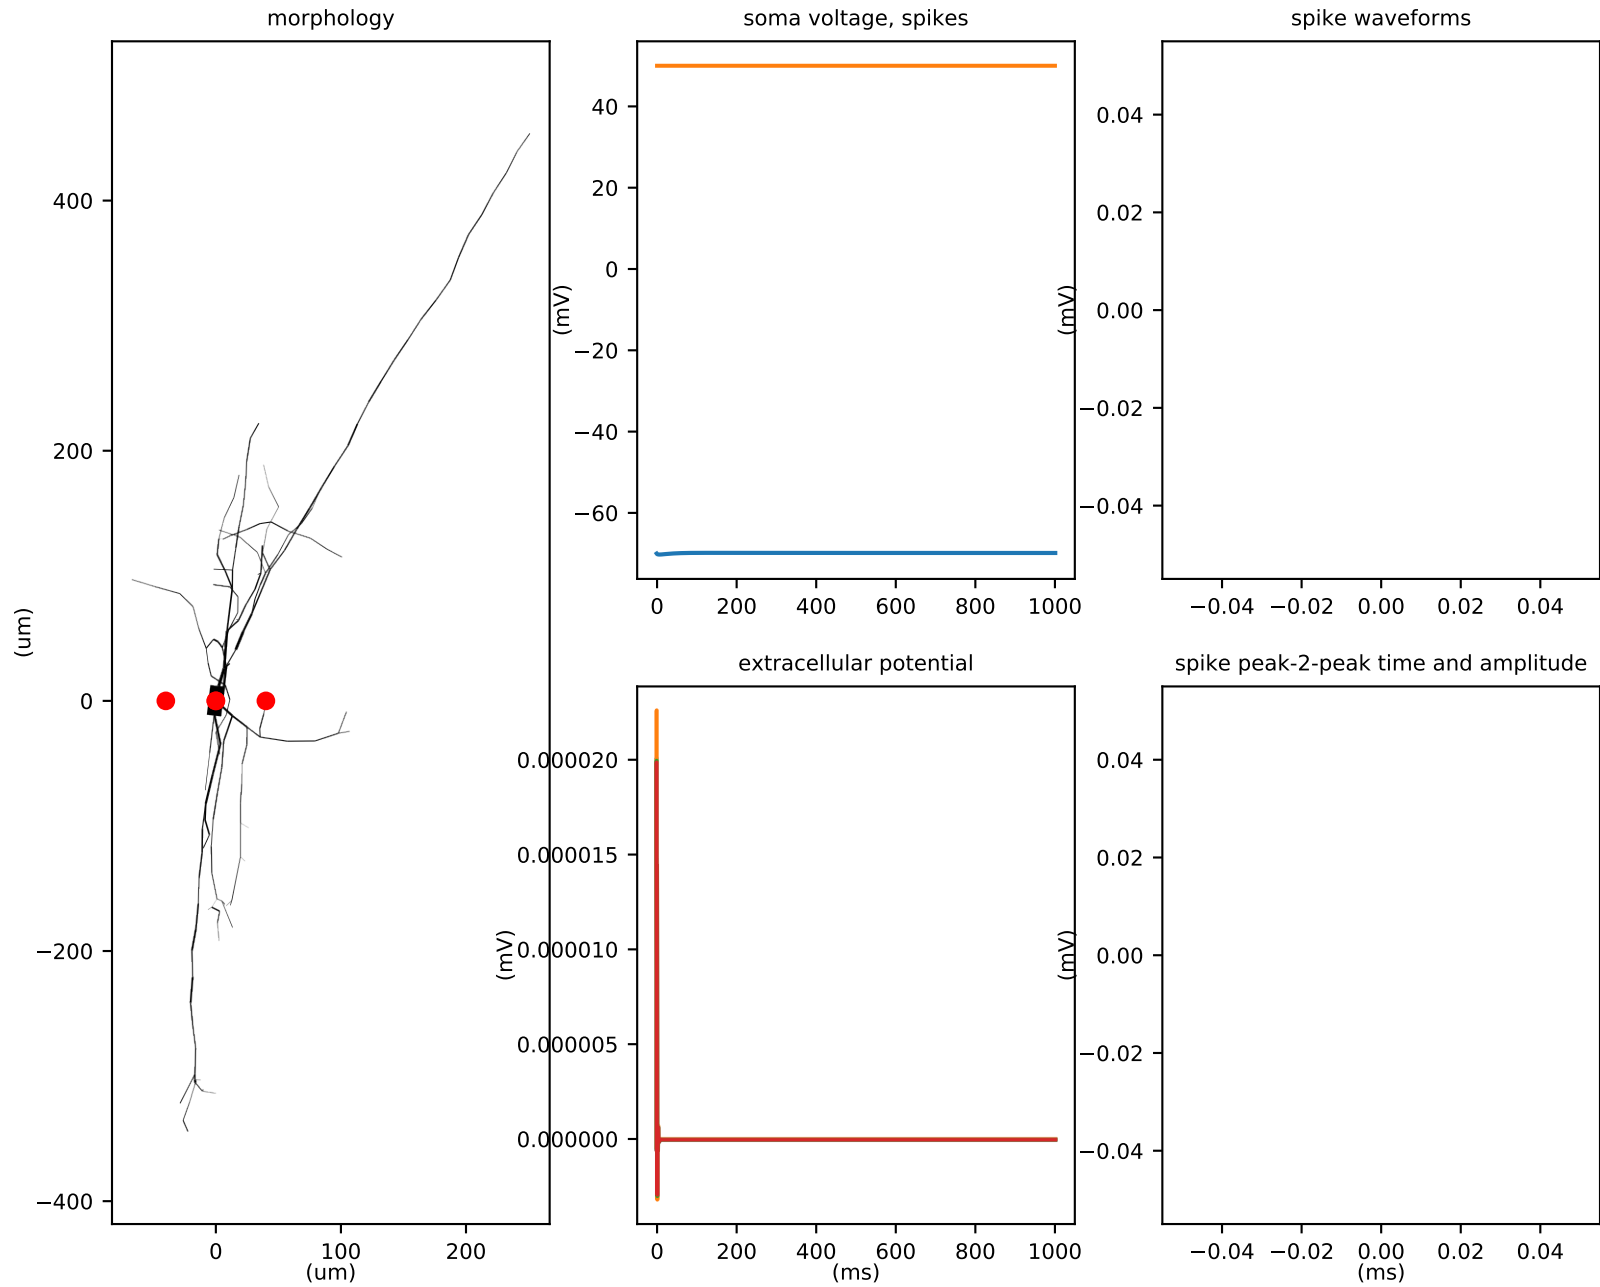 morphology
(um)
400
200
0
−200
−400
0 100 200
(um)
soma voltage, spikes
(mV)
40
20
0
−20
−40
−60
0 200 400 600 800 1000
spike waveforms
(mV)
0.04
0.02
0.00
−0.02
−0.04
−0.04 −0.02 0.00 0.02 0.04
extracellular potential
(mV)
0.000020
0.000015
0.000010
0.000005
0.000000
0 200 400 600 800 1000
(ms)
spike peak-2-peak time and amplitude
(mV)
0.04
0.02
0.00
−0.02
−0.04
−0.04 −0.02 0.00 0.02 0.04
(ms)